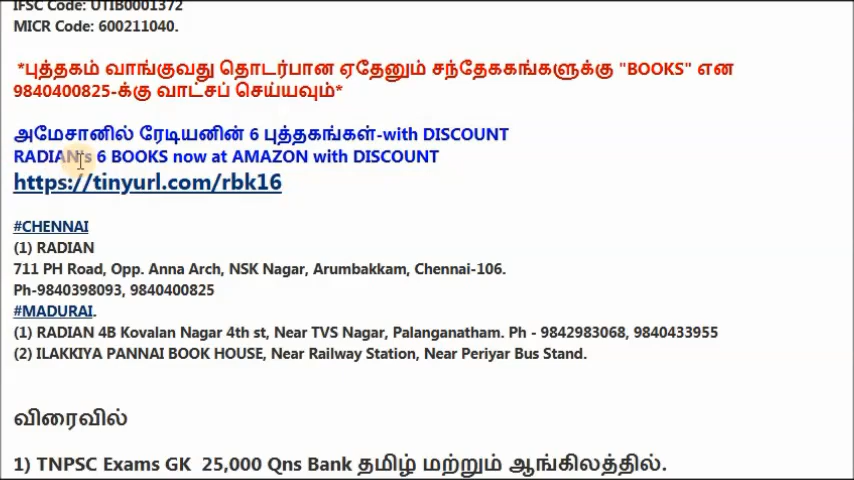 IFSC Code: UTIB0001372
MICR Code: 600211040.
*புத்தகம் வாங்குவது தொடர்பான ஏதேனும் சந்தேககங்களுக்கு "BOOKS" என
9840400825-க்கு வாட்சப் செய்யவும்*
அமேசானில் ரேடியனின் 6 புத்தகங்கள்-with DISCOUNT
RADIAN's 6 BOOKS now at AMAZON with DISCOUNT
https://tinyurl.com/rbk16
#CHENNAI
(1) RADIAN
711 PH Road, Opp. Anna Arch, NSK Nagar, Arumbakkam, Chennai-106.
Ph-9840398093, 9840400825
#MADURAI.
(1) RADIAN 4B Kovalan Nagar 4th st, Near TVS Nagar, Palanganatham. Ph - 9842983068, 9840433955
(2) ILAKKIYA PANNAI BOOK HOUSE, Near Railway Station, Near Periyar Bus Stand.
விரைவில்
1) TNPSC Exams GK 25,000 Qns Bank தமிழ் மற்றும் ஆங்கிலத்தில்.